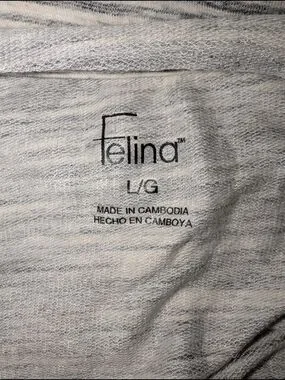 Felina™
L/G
MADE IN CAMBODIA
HECHO EN CAMBOYA